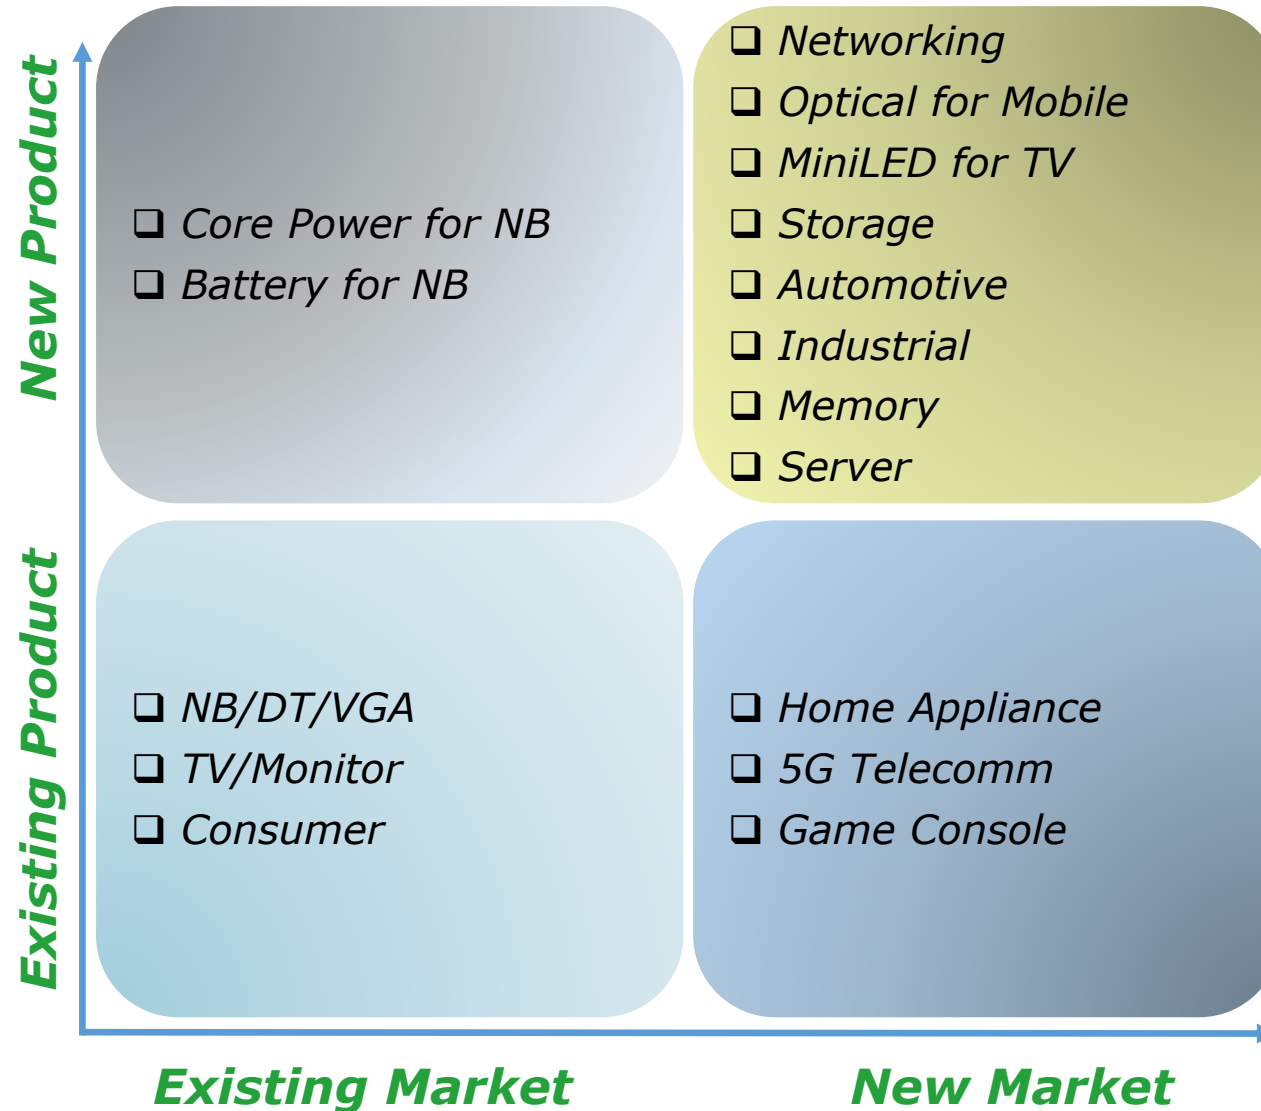 New Product
Core Power for NB
Battery for NB
Networking
Optical for Mobile
MiniLED for TV
Storage
Automotive
Industrial
Memory
Server
Existing Product
NB/DT/VGA
TV/Monitor
Consumer
Home Appliance
5G Telecomm
Game Console
Existing Market
New Market